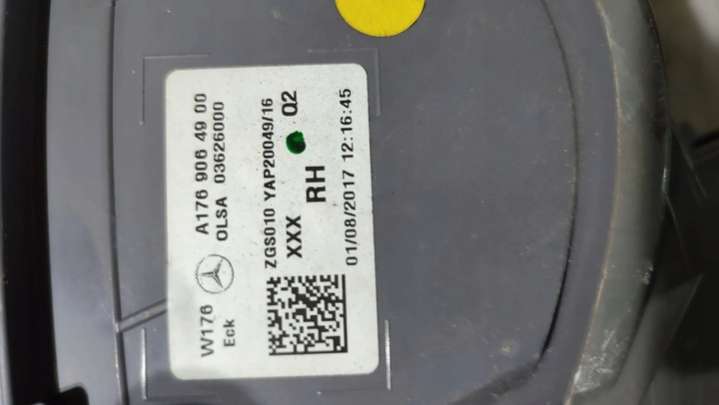 W176 A176 906 49 00
Eck OLSA 03626000
ZGS010 YAP20049/16
XXX Q2
RH
01/08/2017 12:16:45